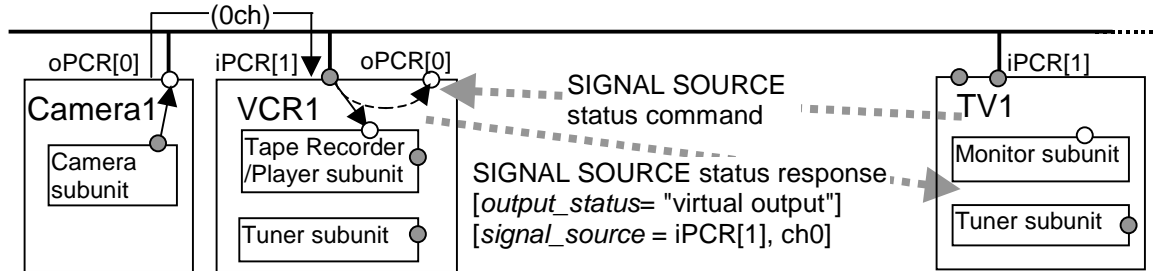 (0ch)
oPCR[0]
iPCR[1]
oPCR[0]
iPCR[1]
Camera1
VCR1
SIGNAL SOURCE
status command
TV1
Camera
subunit
Tape Recorder
/Player subunit
Monitor subunit
SIGNAL SOURCE status response
[output_status= "virtual output"]
[signal_source = iPCR[1], ch0]
Tuner subunit
Tuner subunit